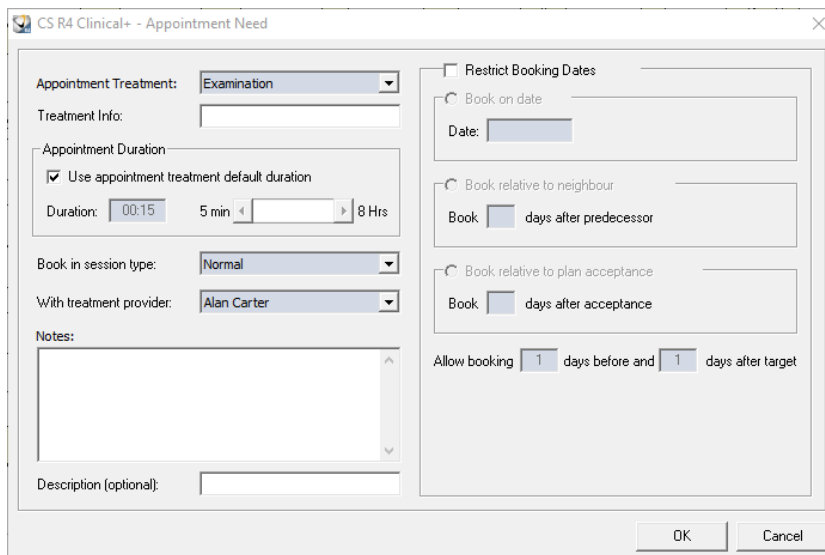 CS R4 Clinical+ - Appointment Need
Appointment Treatment: Examination
Treatment Info:
Appointment Duration
Use appointment treatment default duration
Duration: 00:15 5 min 8 Hrs
Book in session type: Normal
With treatment provider: Alan Carter
Notes:
Description (optional):
Restrict Booking Dates
Book on date
Date:
Book relative to neighbour
Book days after predecessor
Book relative to plan acceptance
Book days after acceptance
Allow booking 1 days before and 1 days after target
OK Cancel